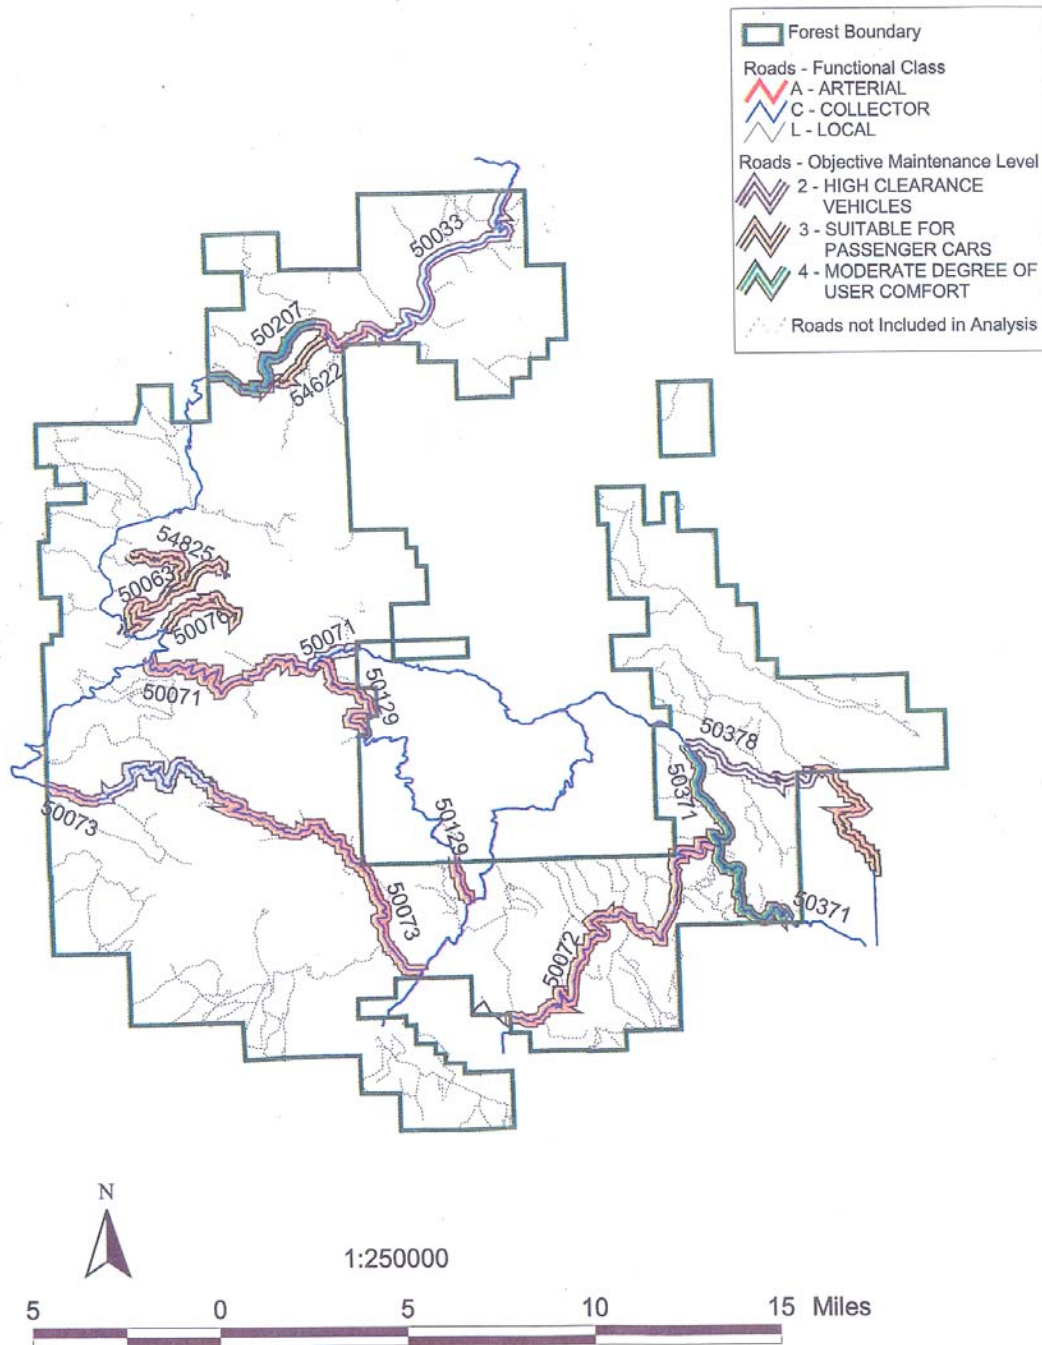 Forest Boundary
Roads - Functional Class
A - ARTERIAL
C - COLLECTOR
L - LOCAL
Roads - Objective Maintenance Level
2 - HIGH CLEARANCE
VEHICLES
3 - SUITABLE FOR
PASSENGER CARS
4 - MODERATE DEGREE OF
USER COMFORT
Roads not Included in Analysis
50033
50207
54622
54825
50063
50076
50071
50071
50129
50378
50371
50073
50129
50371
50073
50072
N
1:250000
5 0 5 10 15 Miles